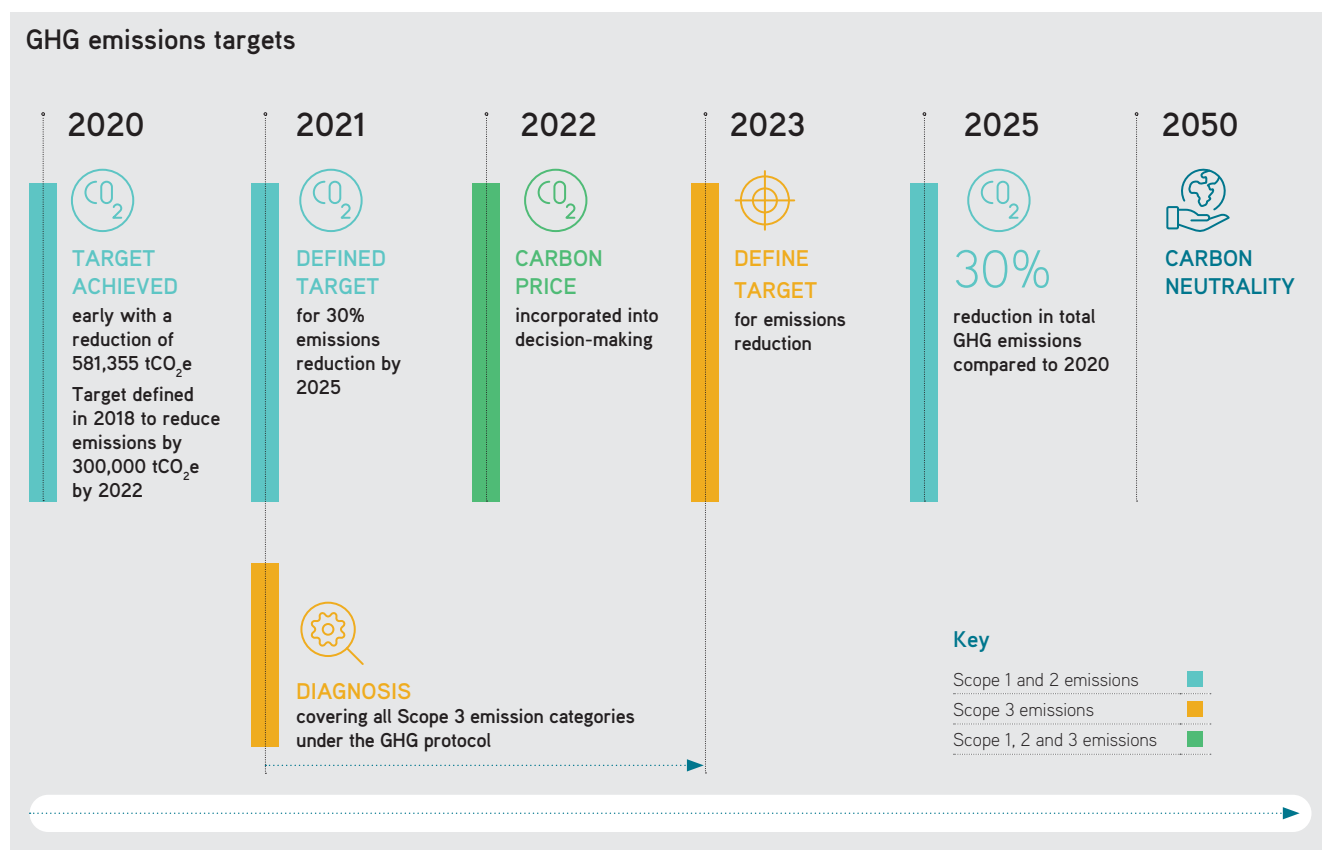 GHG emissions targets
2020
CO2
TARGET
ACHIEVED
early with a
reduction of
581,355 tCO2e
Target defined
in 2018 to reduce
emissions by
300,000 tCO2e
by 2022
2021
CO2
DEFINED
TARGET
for 30%
emissions
reduction by
2025
2022
CO2
CARBON
PRICE
incorporated into
decision-making
2023
DEFINE
TARGET
for emissions
reduction
2025
CO2
30%
reduction in total
GHG emissions
compared to 2020
2050
CARBON
NEUTRALITY
DIAGNOSIS
covering all Scope 3 emission categories
under the GHG protocol
Key
Scope 1 and 2 emissions
Scope 3 emissions
Scope 1, 2 and 3 emissions